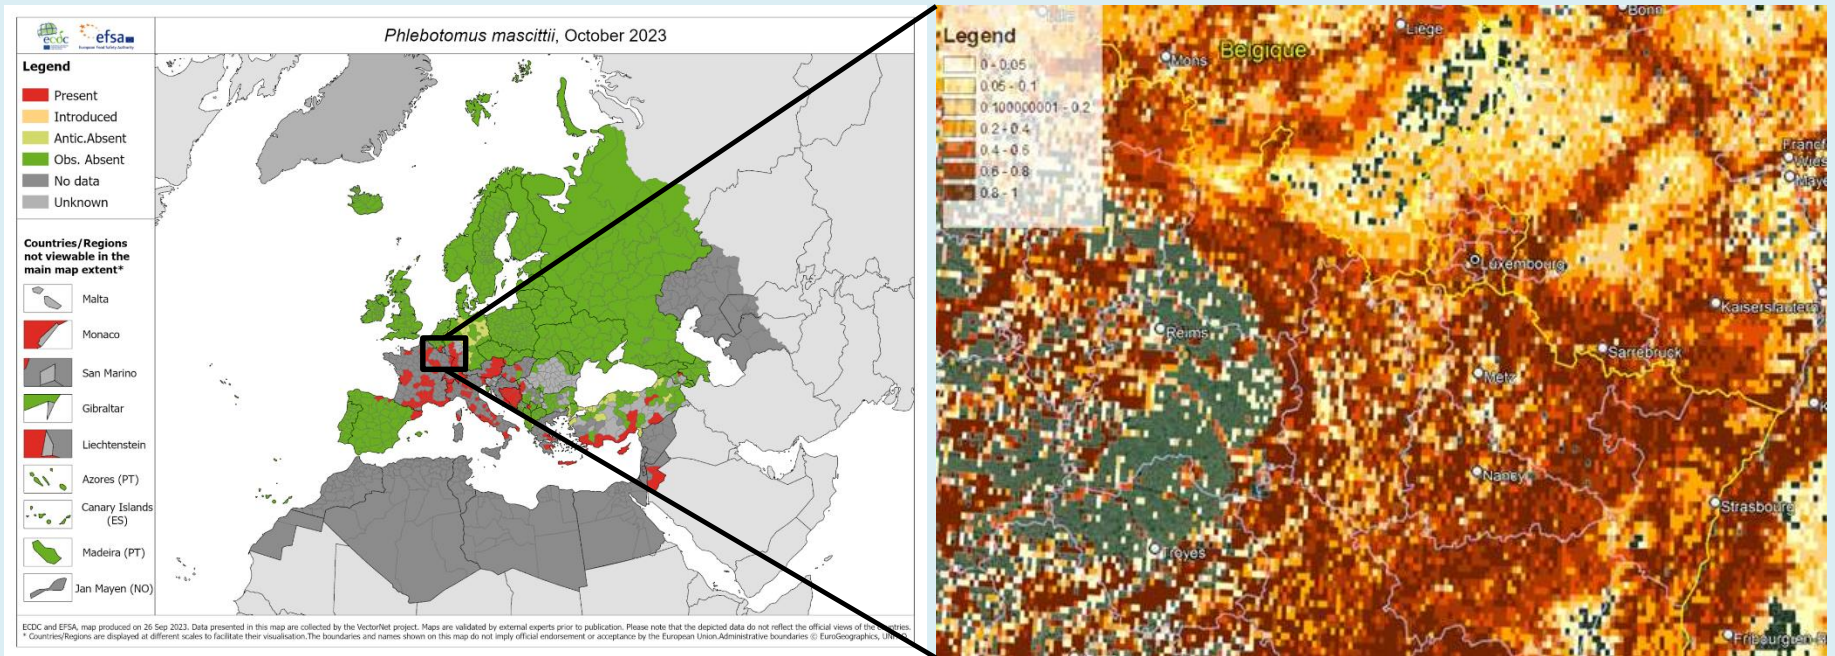 ecdc
efsa
European Food Safety Authority
Phlebotomus mascittii, October 2023
Legend
Present
Introduced
Antic.Absent
Obs. Absent
No data
Unknown
Countries/Regions
not viewable in the
main map extent*
Malta
Monaco
San Marino
Gibraltar
Liechtenstein
Azores (PT)
Canary Islands
(ES)
Madeira (PT)
Jan Mayen (NO)
ECDC and EFSA, map produced on 26 Sep 2023. Data presented in this map are collected by the VectorNet project. Maps are validated by external experts prior to publication. Please note that the depicted data do not reflect the official views of the countries.
* Countries/Regions are displayed at different scales to facilitate their visualisation.The boundaries and names shown on this map do not imply official endorsement or acceptance by the European Union.Administrative boundaries © EuroGeographics,
Legend
0 - 0.05
0.05 - 0.1
0.100000001 - 0.2
0.2 - 0.4
0.4 - 0.6
0.6 - 0.8
0.8 - 1
Lille
Bonn
Liège
Belgique
Mons
Luxembourg
Kaiserslautern
Reims
Sarrebruck
Metz
Nancy
Strasbourg
Troyes